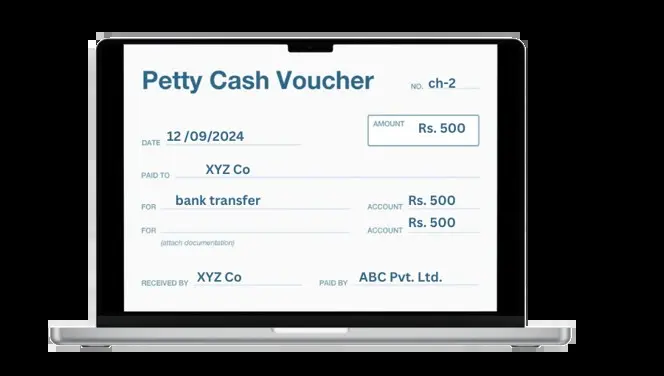 Petty Cash Voucher NO. ch-2
AMOUNT Rs. 500
DATE 12 /09/2024
PAID TO XYZ Co
FOR bank transfer ACCOUNT Rs. 500
FOR ACCOUNT Rs. 500
(attach documentation)
RECEIVED BY XYZ Co PAID BY ABC Pvt. Ltd.